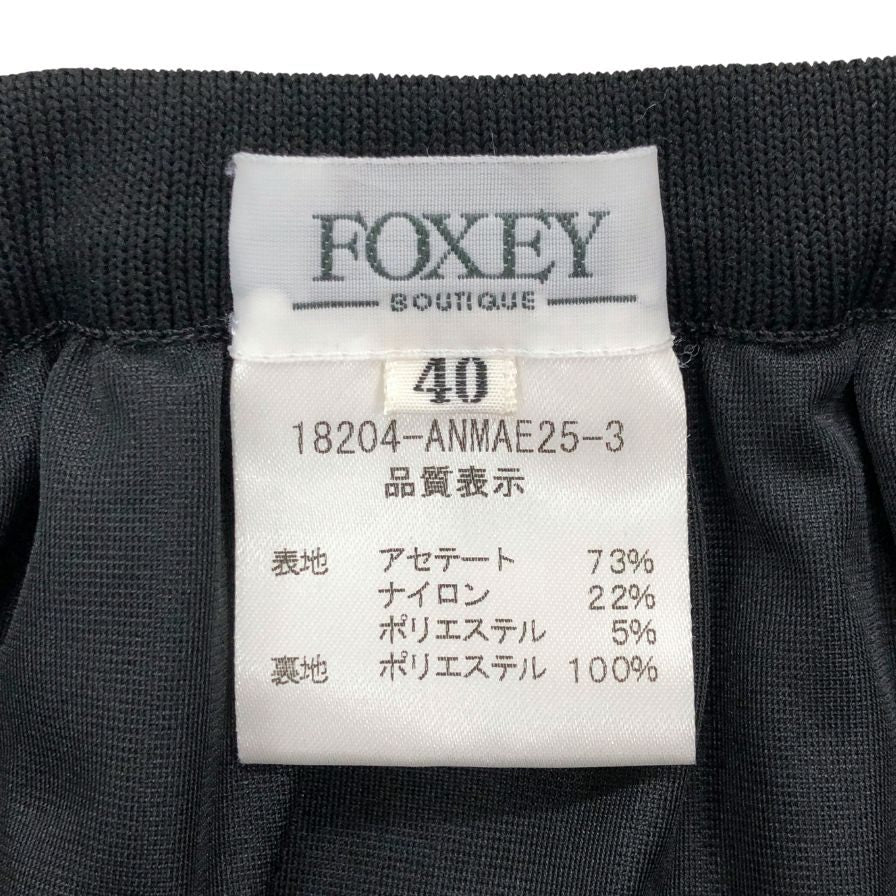 FOXEY
BOUTIQUE
40
18204-ANMAE25-3
品質表示
表地 アセテート 73%
ナイロン 22%
ポリエステル 5%
裏地 ポリエステル 100%